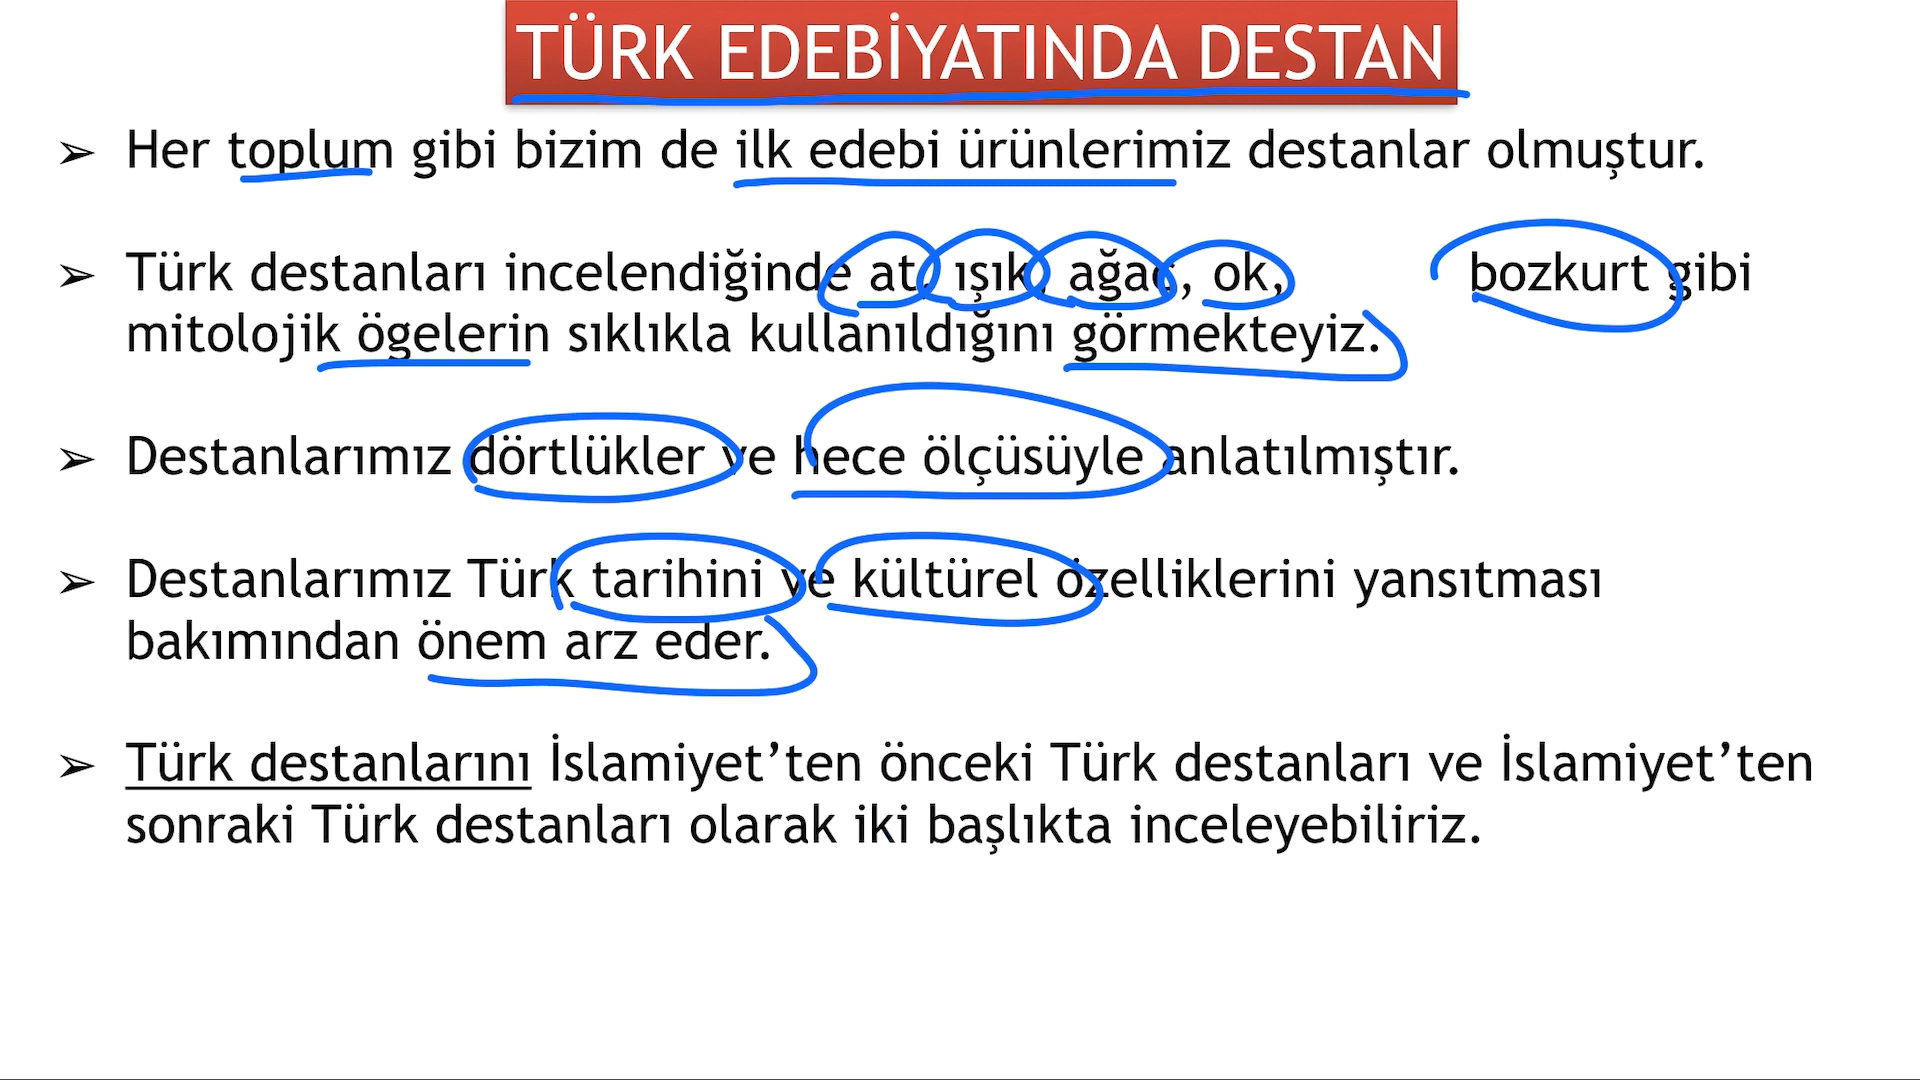 TÜRK EDEBİYATINDA DESTAN
➢ Her toplum gibi bizim de ilk edebi ürünlerimiz destanlar olmuştur.
➢ Türk destanları incelendiğinde at, ışık, ağaç, ok, bozkurt gibi
mitolojik ögelerin sıklıkla kullanıldığını görmekteyiz.
➢ Destanlarımız dörtlükler ve hece ölçüsüyle anlatılmıştır.
➢ Destanlarımız Türk tarihini ve kültürel özelliklerini yansıtması
bakımından önem arz eder.
➢ Türk destanlarını İslamiyet’ten önceki Türk destanları ve İslamiyet’ten
sonraki Türk destanları olarak iki başlıkta inceleyebiliriz.